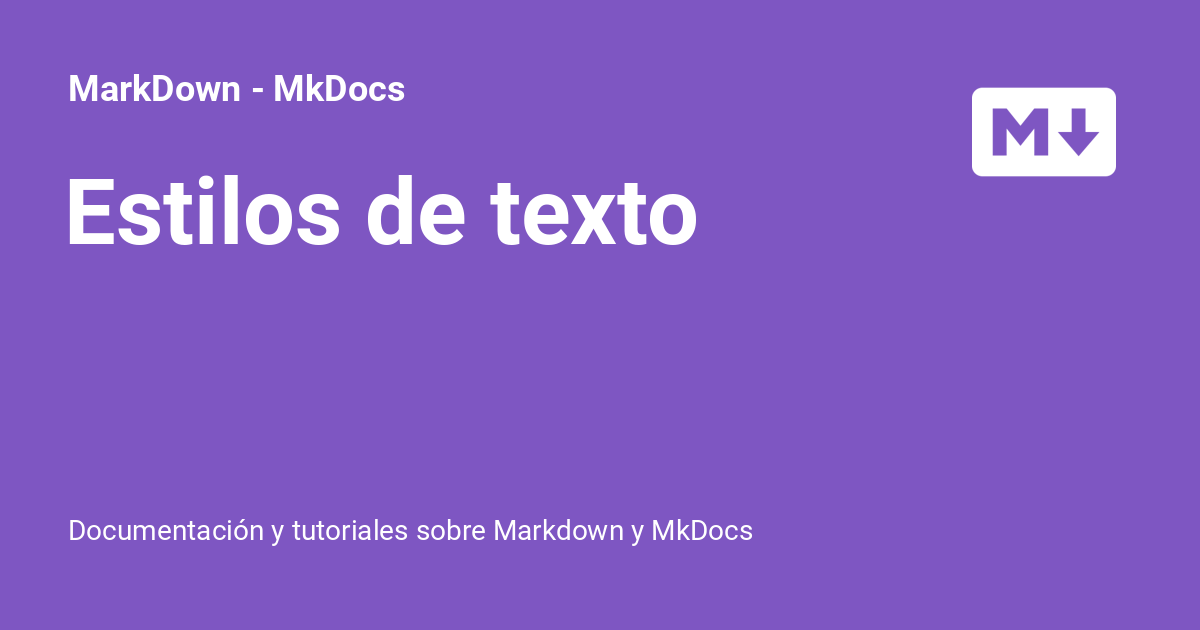 MarkDown - MkDocs
M
Estilos de texto
Documentación y tutoriales sobre Markdown y MkDocs